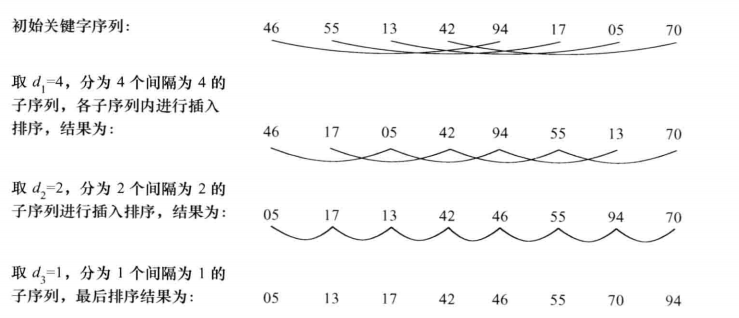 初始关键字序列: 46 55 13 42 94 17 05 70
取 d₁=4，分为 4 个间隔为 4 的
子序列，各子序列内进行插入
排序，结果为: 46 17 05 42 94 55 13 70
取 d₂=2，分为 2 个间隔为 2 的
子序列进行插入排序，结果为: 05 17 13 42 46 55 94 70
取 d₃=1，分为 1 个间隔为 1 的
子序列，最后排序结果为: 05 13 17 42 46 55 70 94